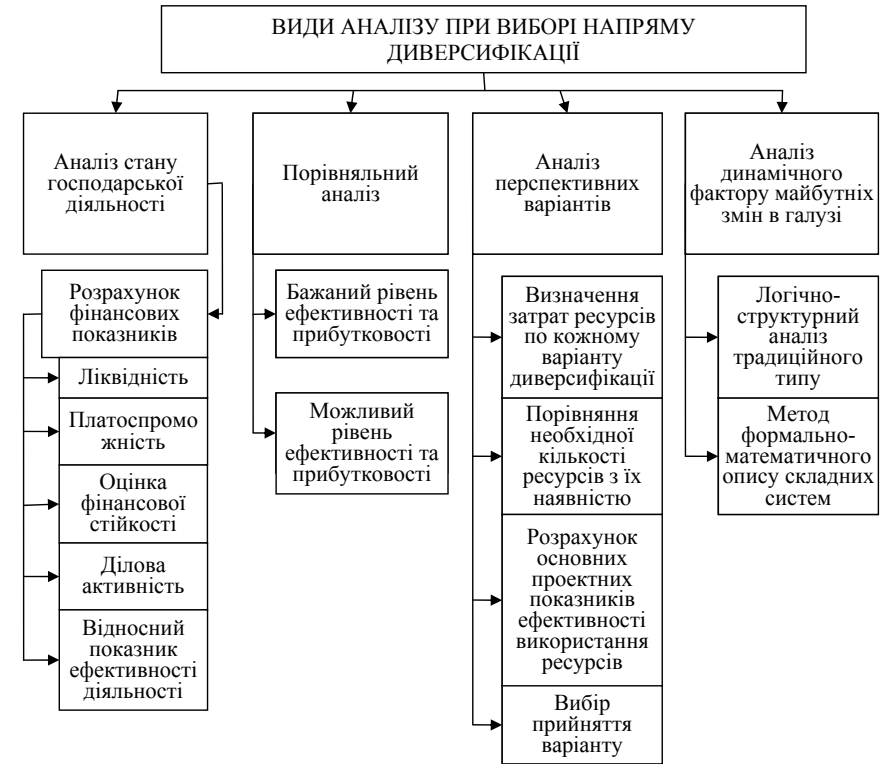 ВИДИ АНАЛІЗУ ПРИ ВИБОРІ НАПРЯМУ
ДИВЕРСИФІКАЦІЇ
Аналіз стану
господарської
діяльності
Розрахунок
фінансових
показників
Ліквідність
Платоспромо
жність
Оцінка
фінансової
стійкості
Ділова
активність
Відносний
показник
ефективності
діяльності
Порівняльний
аналіз
Бажаний рівень
ефективності та
прибутковості
Можливий
рівень
ефективності та
прибутковості
Аналіз
перспективних
варіантів
Визначення
затрат ресурсів
по кожному
варіанту
диверсифікації
Порівняння
необхідної
кількості
ресурсів з їх
наявністю
Розрахунок
основних
проектних
показників
ефективності
використання
ресурсів
Вибір
прийняття
варіанту
Аналіз
динамічного
фактору майбутніх
змін в галузі
Логічно-
структурний
аналіз
традиційного
типу
Метод
формально-
математичного
опису складних
систем